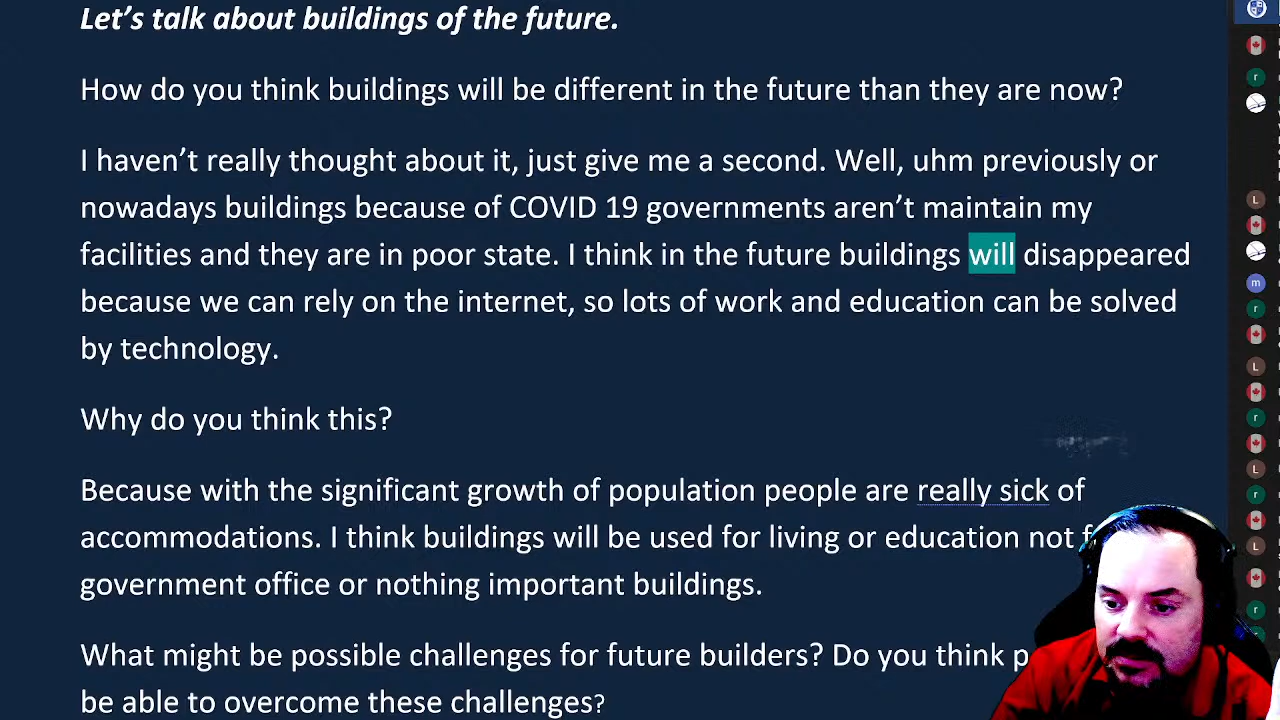 Let's talk about buildings of the future.
How do you think buildings will be different in the future than they are now?
I haven't really thought about it, just give me a second. Well, uhm previously or
nowadays buildings because of COVID 19 governments aren't maintain my
facilities and they are in poor state. I think in the future buildings will disappeared
because we can rely on the internet, so lots of work and education can be solved
by technology.
Why do you think this?
Because with the significant growth of population people are really sick of
accommodations. I think buildings will be used for living or education not
government office or nothing important buildings.
What might be possible challenges for future builders? Do you think
be able to overcome these challenges?
r
L
m
r
L
r
L
r
L
r